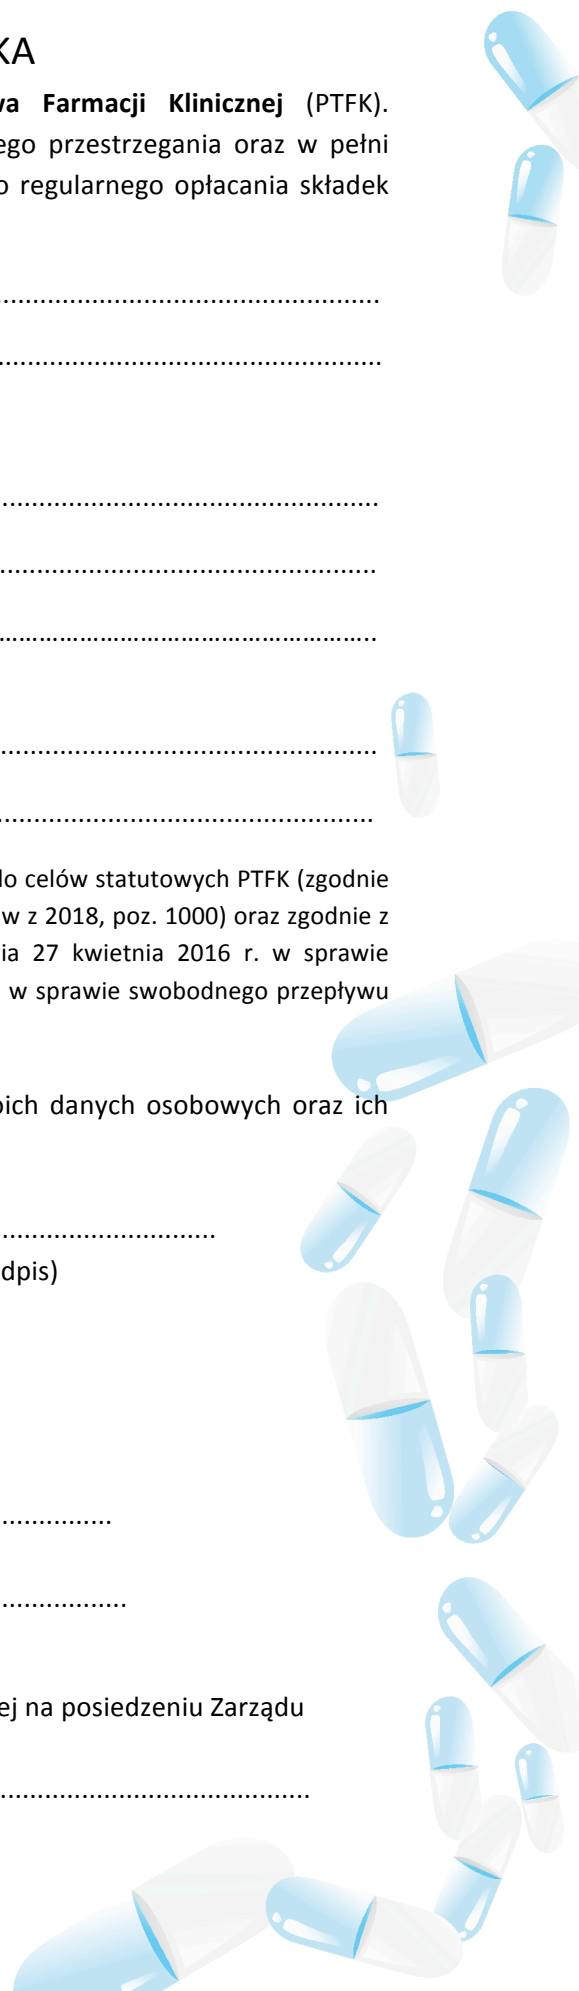 KA
wa Farmacji Klinicznej (PTFK).
ego przestrzegania oraz w pełni
o regularnego opłacania składek
....................................................
....................................................
....................................................
....................................................
………………………………………………..
....................................................
....................................................
do celów statutowych PTFK (zgodnie
w z 2018, poz. 1000) oraz zgodnie z
ia 27 kwietnia 2016 r. w sprawie
w sprawie swobodnego przepływu
oich danych osobowych oraz ich
.............................
dpis)
...............
.................
ej na posiedzeniu Zarządu
..........................................